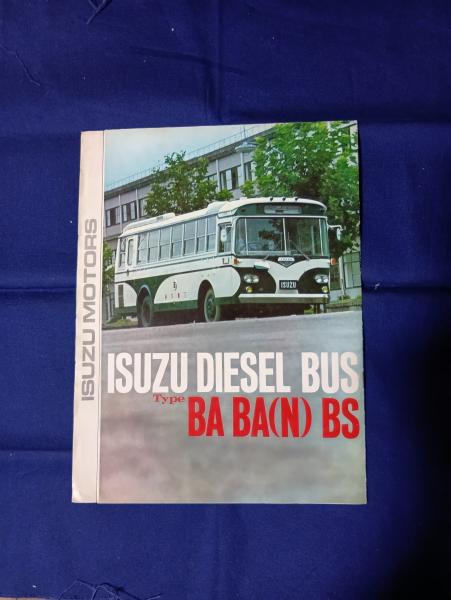 ISUZU MOTORS
ISUZU
ISUZU DIESEL BUS
Type BA BA(N) BS